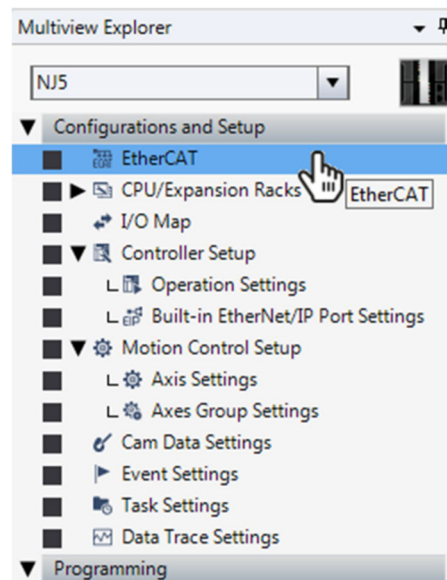 Multiview Explorer
NJ5
Configurations and Setup
EtherCAT
CPU/Expansion Racks
EtherCAT
I/O Map
Controller Setup
Operation Settings
Built-in EtherNet/IP Port Settings
Motion Control Setup
Axis Settings
Axes Group Settings
Cam Data Settings
Event Settings
Task Settings
Data Trace Settings
Programming